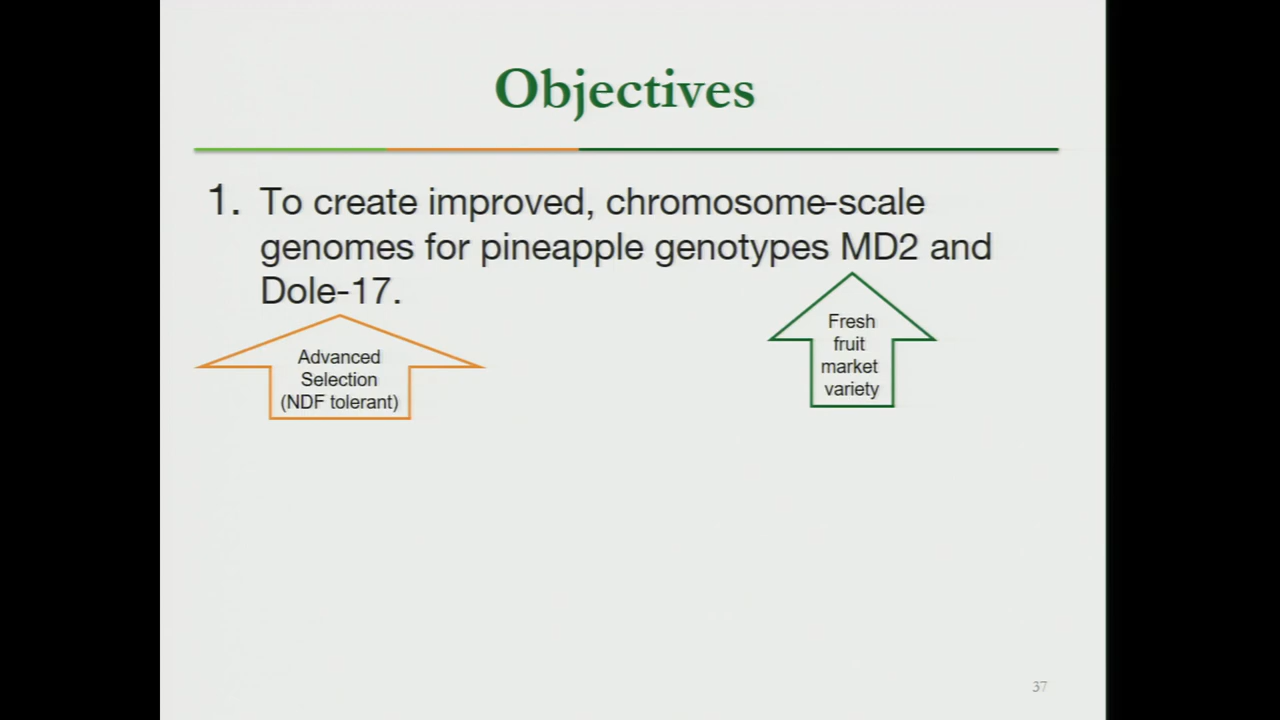 Objectives
1. To create improved, chromosome-scale
genomes for pineapple genotypes MD2 and
Dole-17.
Advanced
Selection
(NDF tolerant)
Fresh
fruit
market
variety
37